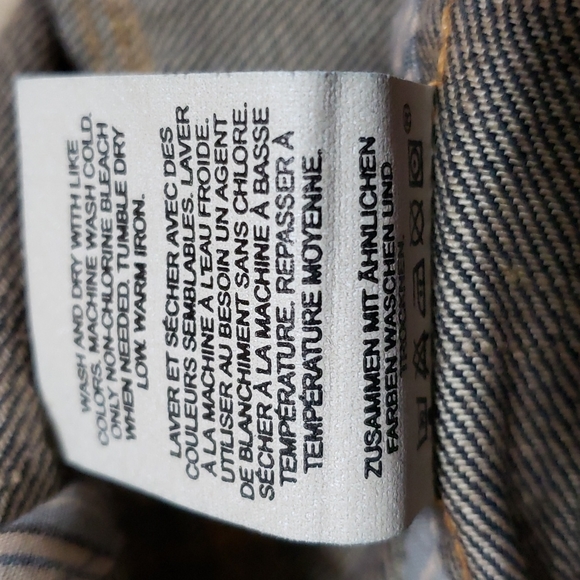 WASH AND DRY WITH LIKE
COLORS. MACHINE WASH COLD.
ONLY NON-CHLORINE BLEACH
WHEN NEEDED. TUMBLE DRY
LOW. WARM IRON.
LAVER ET SÉCHER AVEC DES
COULEURS SEMBLABLES. LAVER
À LA MACHINE À L'EAU FROIDE.
UTILISER AU BESOIN UN AGENT
DE BLANCHIMENT SANS CHLORE.
SÉCHER À LA MACHINE À BASSE
TEMPÉRATURE. REPASSER À
TEMPÉRATURE MOYENNE.
ZUSAMMEN MIT ÄHNLICHEN
FARBEN WASCHEN UND
TROCKNEN.
®